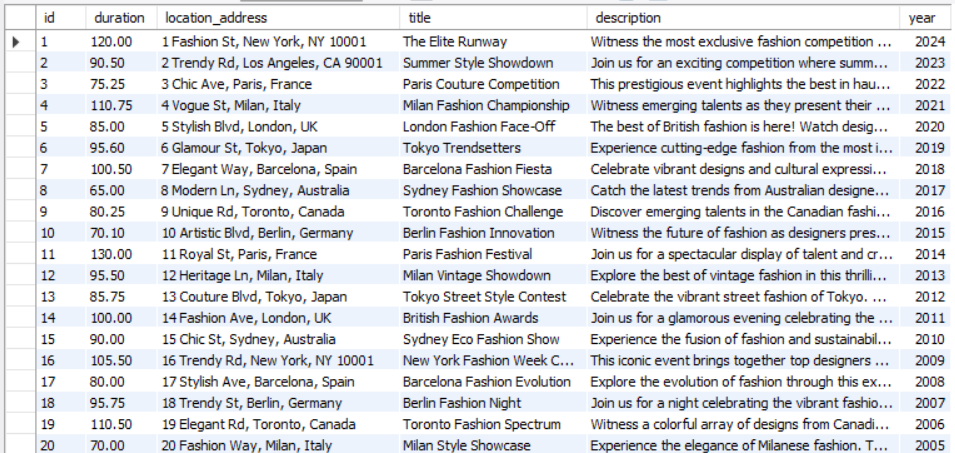 id duration location_address title description year
1 120.00 1 Fashion St, New York, NY 10001 The Elite Runway Witness the most exclusive fashion competition ... 2024
2 90.50 2 Trendy Rd, Los Angeles, CA 90001 Summer Style Showdown Join us for an exciting competition where summ... 2023
3 75.25 3 Chic Ave, Paris, France Paris Couture Competition This prestigious event highlights the best in hau... 2022
4 110.75 4 Vogue St, Milan, Italy Milan Fashion Championship Witness emerging talents as they present their ... 2021
5 85.00 5 Stylish Blvd, London, UK London Fashion Face-Off The best of British fashion is here! Watch desig... 2020
6 95.60 6 Glamour St, Tokyo, Japan Tokyo Trendsetters Experience cutting-edge fashion from the most i... 2019
7 100.50 7 Elegant Way, Barcelona, Spain Barcelona Fashion Fiesta Celebrate vibrant designs and cultural expressi... 2018
8 65.00 8 Modern Ln, Sydney, Australia Sydney Fashion Showcase Catch the latest trends from Australian designe... 2017
9 80.25 9 Unique Rd, Toronto, Canada Toronto Fashion Challenge Discover emerging talents in the Canadian fashi... 2016
10 70.10 10 Artistic Blvd, Berlin, Germany Berlin Fashion Innovation Witness the future of fashion as designers pres... 2015
11 130.00 11 Royal St, Paris, France Paris Fashion Festival Join us for a spectacular display of talent and cr... 2014
12 95.50 12 Heritage Ln, Milan, Italy Milan Vintage Showdown Explore the best of vintage fashion in this thrilli... 2013
13 85.75 13 Couture Blvd, Tokyo, Japan Tokyo Street Style Contest Celebrate the vibrant street fashion of Tokyo. ... 2012
14 100.00 14 Fashion Ave, London, UK British Fashion Awards Join us for a glamorous evening celebrating the ... 2011
15 90.00 15 Chic St, Sydney, Australia Sydney Eco Fashion Show Experience the fusion of fashion and sustainabil... 2010
16 105.50 16 Trendy Rd, New York, NY 10001 New York Fashion Week C... This iconic event brings together top designers ... 2009
17 80.00 17 Stylish Ave, Barcelona, Spain Barcelona Fashion Evolution Explore the evolution of fashion through this ex... 2008
18 95.75 18 Trendy St, Berlin, Germany Berlin Fashion Night Join us for a night celebrating the vibrant fashio... 2007
19 110.50 19 Elegant Rd, Toronto, Canada Toronto Fashion Spectrum Witness a colorful array of designs from Canadi... 2006
20 70.00 20 Fashion Way, Milan, Italy Milan Style Showcase Experience the elegance of Milanese fashion. T... 2005